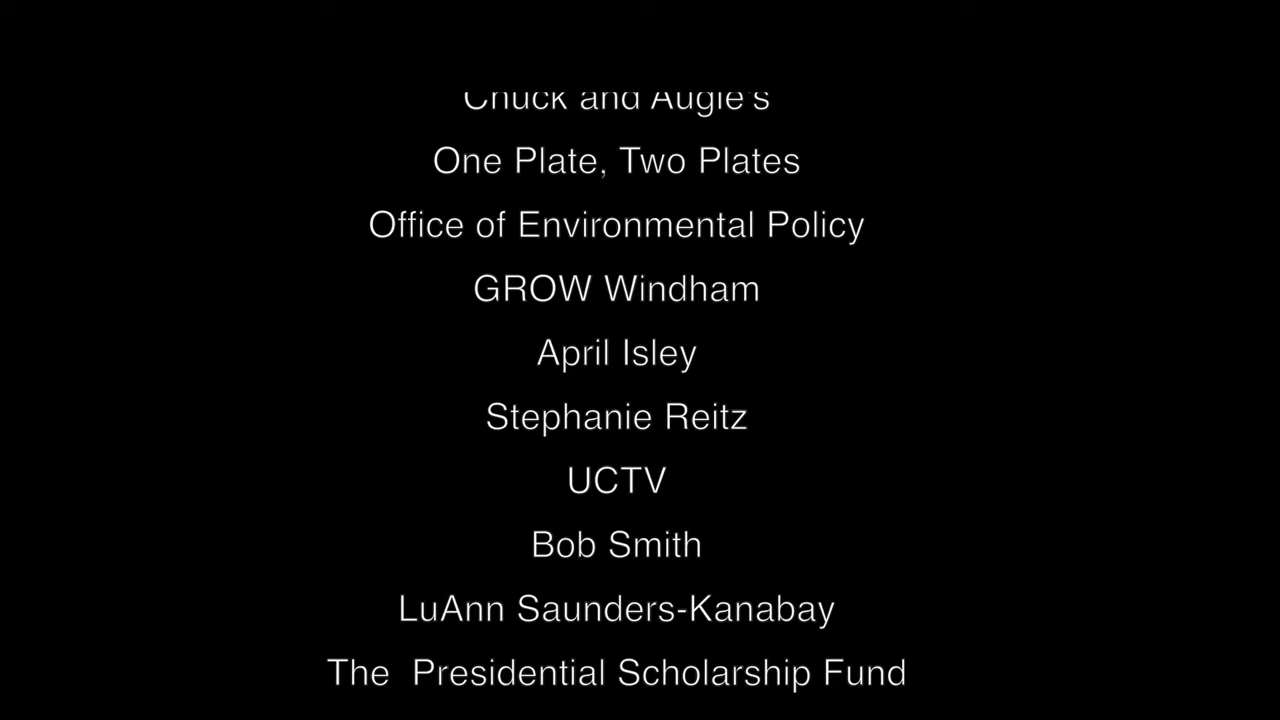 Chuck and Augie's
One Plate, Two Plates
Office of Environmental Policy
GROW Windham
April Isley
Stephanie Reitz
UCTV
Bob Smith
LuAnn Saunders-Kanabay
The  Presidential Scholarship Fund